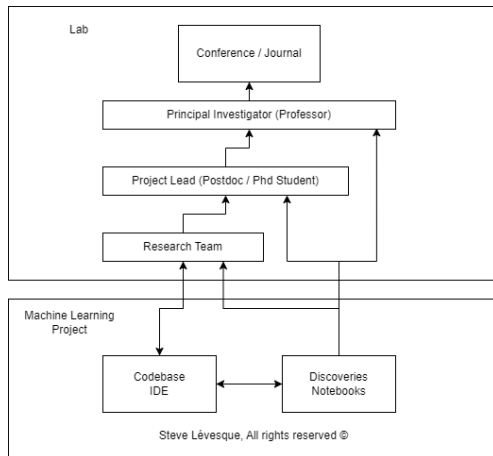 Lab
Conference / Journal
Principal Investigator (Professor)
Project Lead (Postdoc / Phd Student)
Research Team
Machine Learning
Project
Codebase
IDE
Discoveries
Notebooks
Steve Lévesque, All rights reserved ©